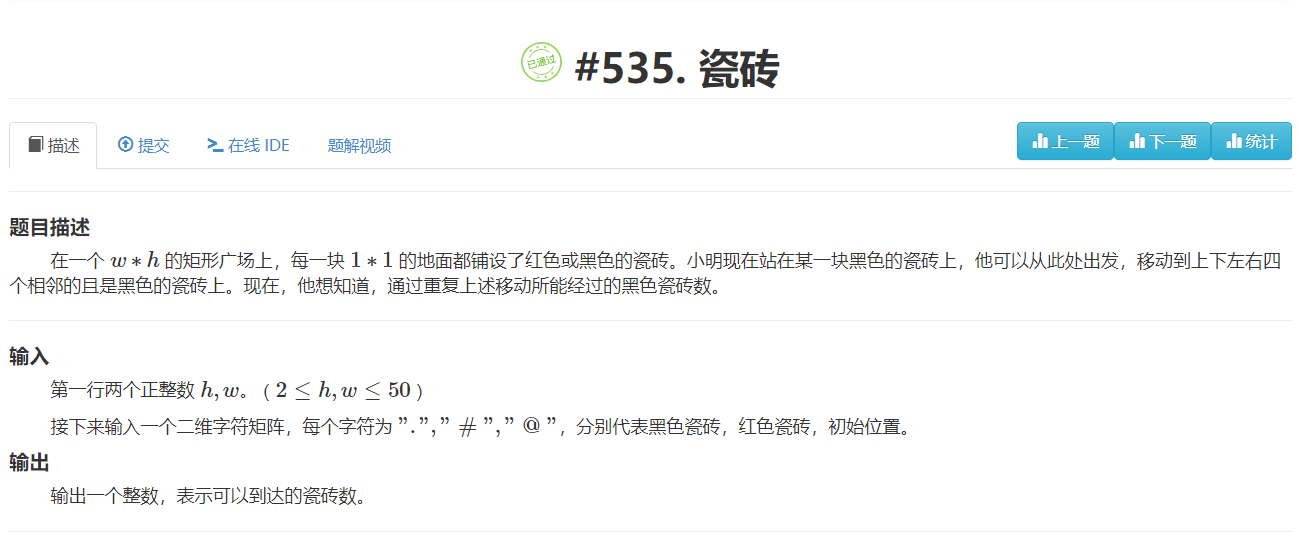 已通过
#535. 瓷砖
描述 提交 在线 IDE 题解视频 上一题 下一题 统计
题目描述
在一个 w * h 的矩形广场上，每一块 1 * 1 的地面都铺设了红色或黑色的瓷砖。小明现在站在某一块黑色的瓷砖上，他可以从此处出发，移动到上下左右四
个相邻的且是黑色的瓷砖上。现在，他想知道，通过重复上述移动所能经过的黑色瓷砖数。
输入
第一行两个正整数 h, w。（ 2 ≤ h, w ≤ 50 ）
接下来输入一个二维字符矩阵，每个字符为 ”.”, ” # ”, ” @ ”，分别代表黑色瓷砖，红色瓷砖，初始位置。
输出
输出一个整数，表示可以到达的瓷砖数。